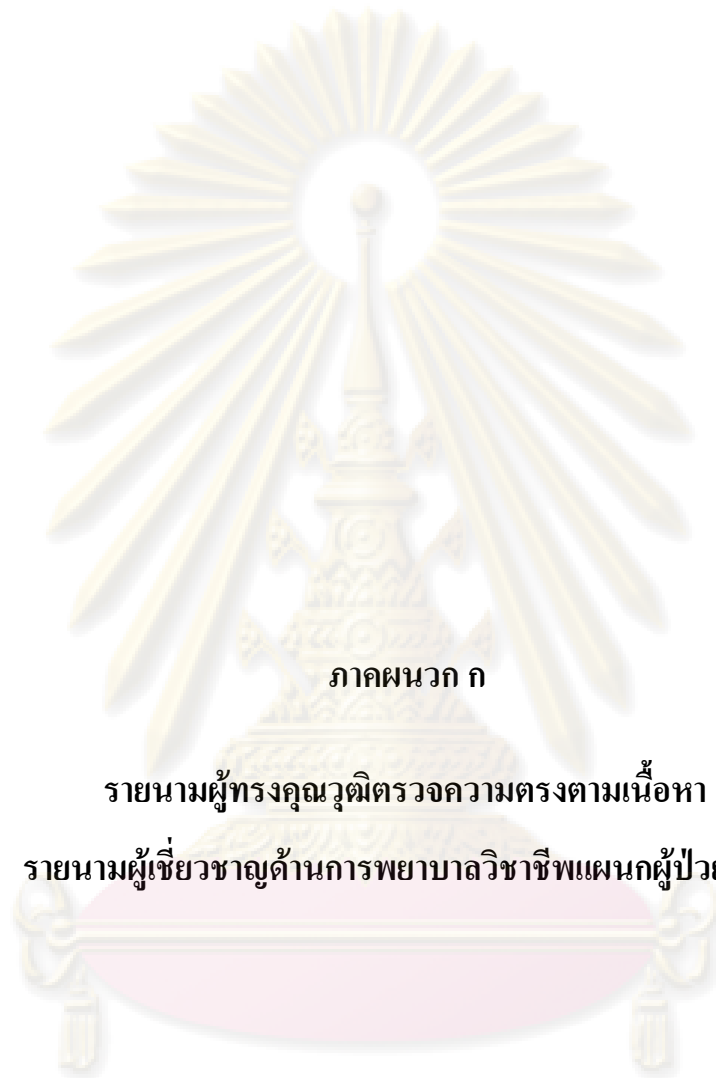 ภาคผนวก ก
รายนามผู้ทรงคุณวุฒิตรวจความตรงตามเนื้อหา
รายนามผู้เชี่ยวชาญด้านการพยาบาลวิชาชีพแผนกผู้ป่วย